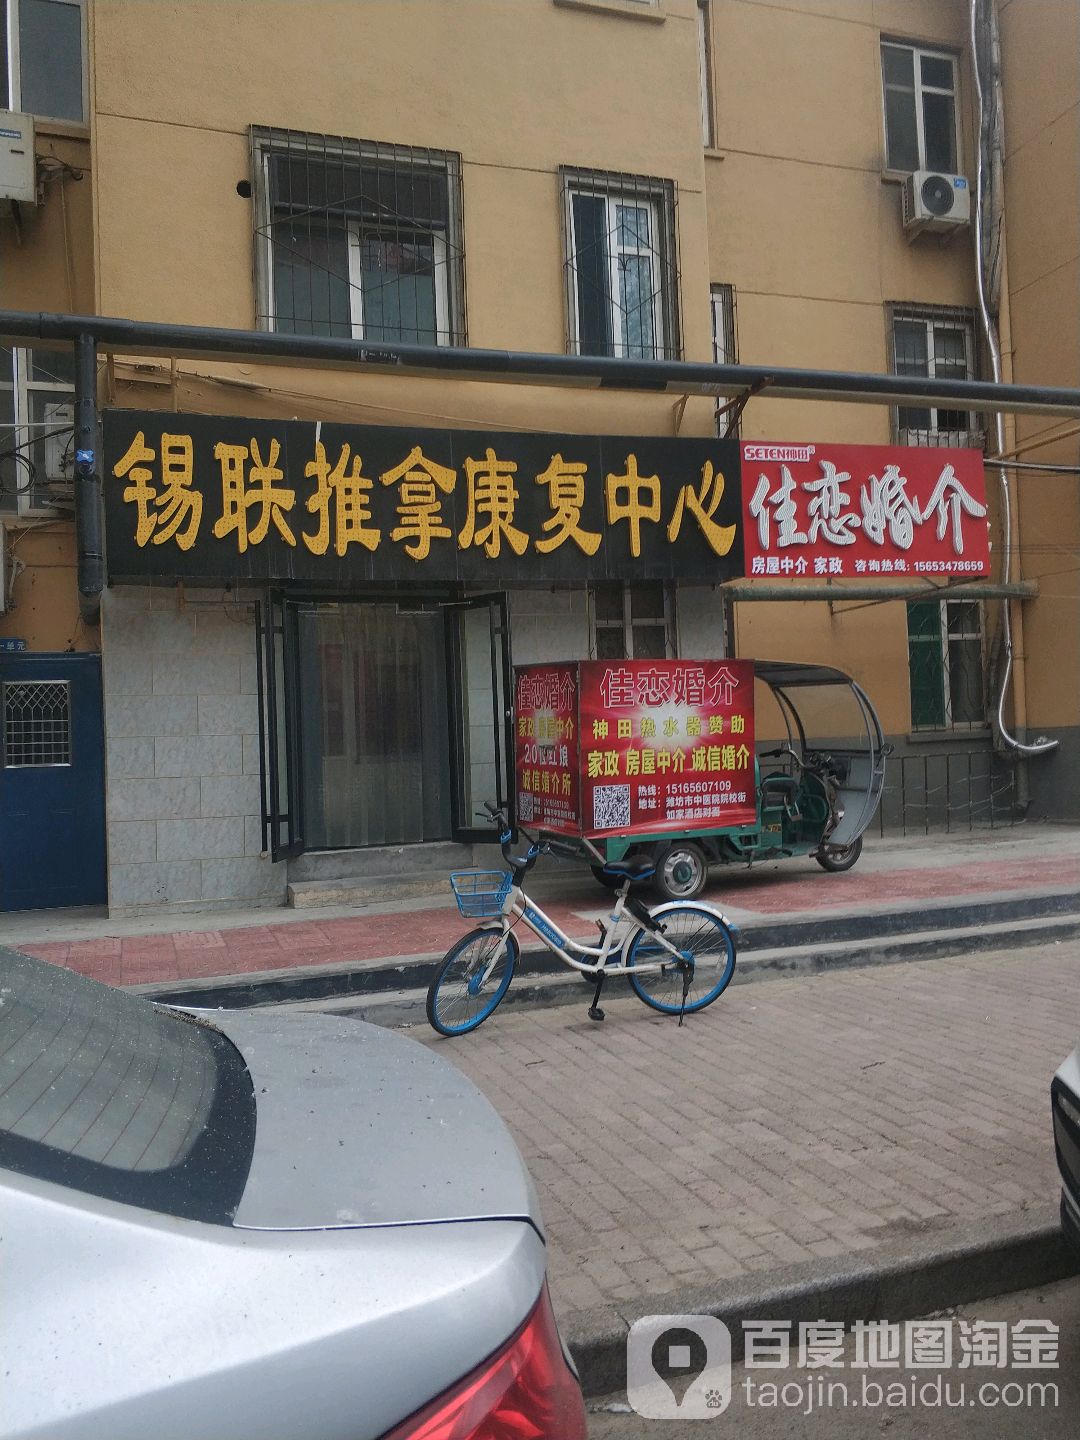 锡联推拿康复中心
SETEN神田
佳恋婚介
房屋中介 家政 咨询热线：15653478659
佳恋婚介
神田热水器赞助
家政 房屋中介 诚信婚介
热线：15165607109
地址：潍坊市中医院院校街
如家酒店对面
佳恋婚介
家政 房屋中介
诚信婚介所
一单元
百度地图淘金
taojin.baidu.com